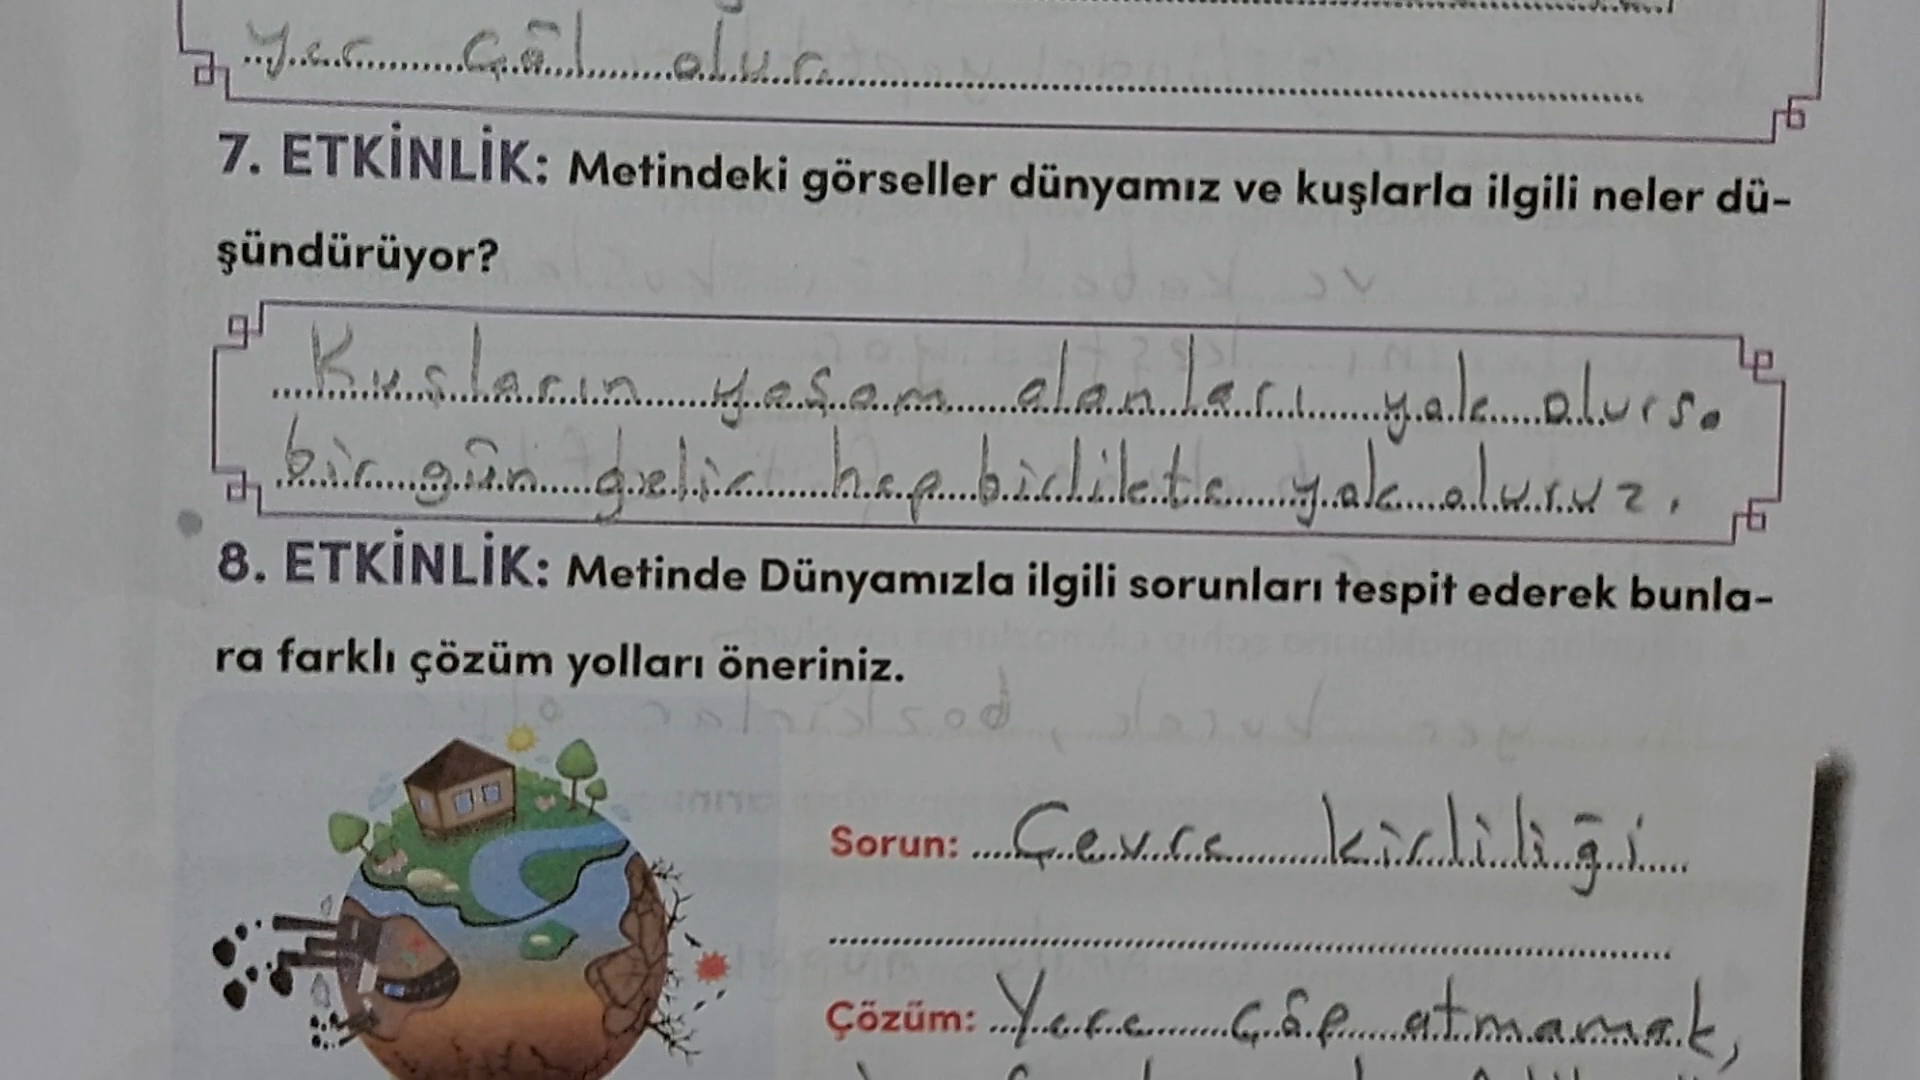 yer çöl olur
7. ETKİNLİK: Metindeki görseller dünyamız ve kuşlarla ilgili neler dü-
şündürüyor?
Kuşların yaşam alanları yok olursa
bir gün gelir hep birlikte yok oluruz.
8. ETKİNLİK: Metinde Dünyamızla ilgili sorunları tespit ederek bunla-
ra farklı çözüm yolları öneriniz.
Sorun: Çevre kirliliği
Çözüm: Yere çöp atmamak,